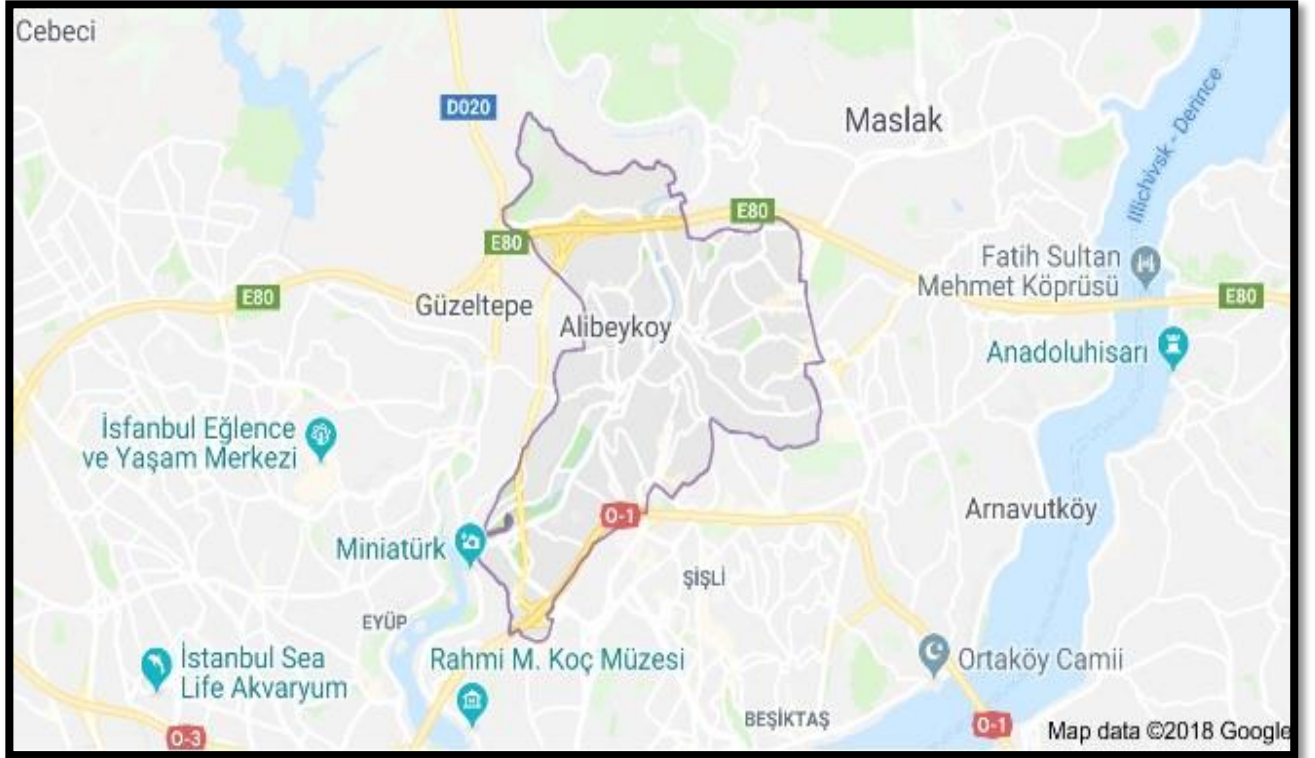 Cebeci
D020
Maslak
Illichivsk - Derince
E80
E80
Fatih Sultan
Mehmet Köprüsü
E80
E80
Güzeltepe
Alibeykoy
Anadoluhisarı
İsfanbul Eğlence
ve Yaşam Merkezi
O-1
Arnavutköy
Miniatürk
ŞİŞLİ
EYÜP
İstanbul Sea
Life Akvaryum
Rahmi M. Koç Müzesi
Ortaköy Camii
BEŞİKTAŞ
O-3
O-1
Map data ©2018 Google